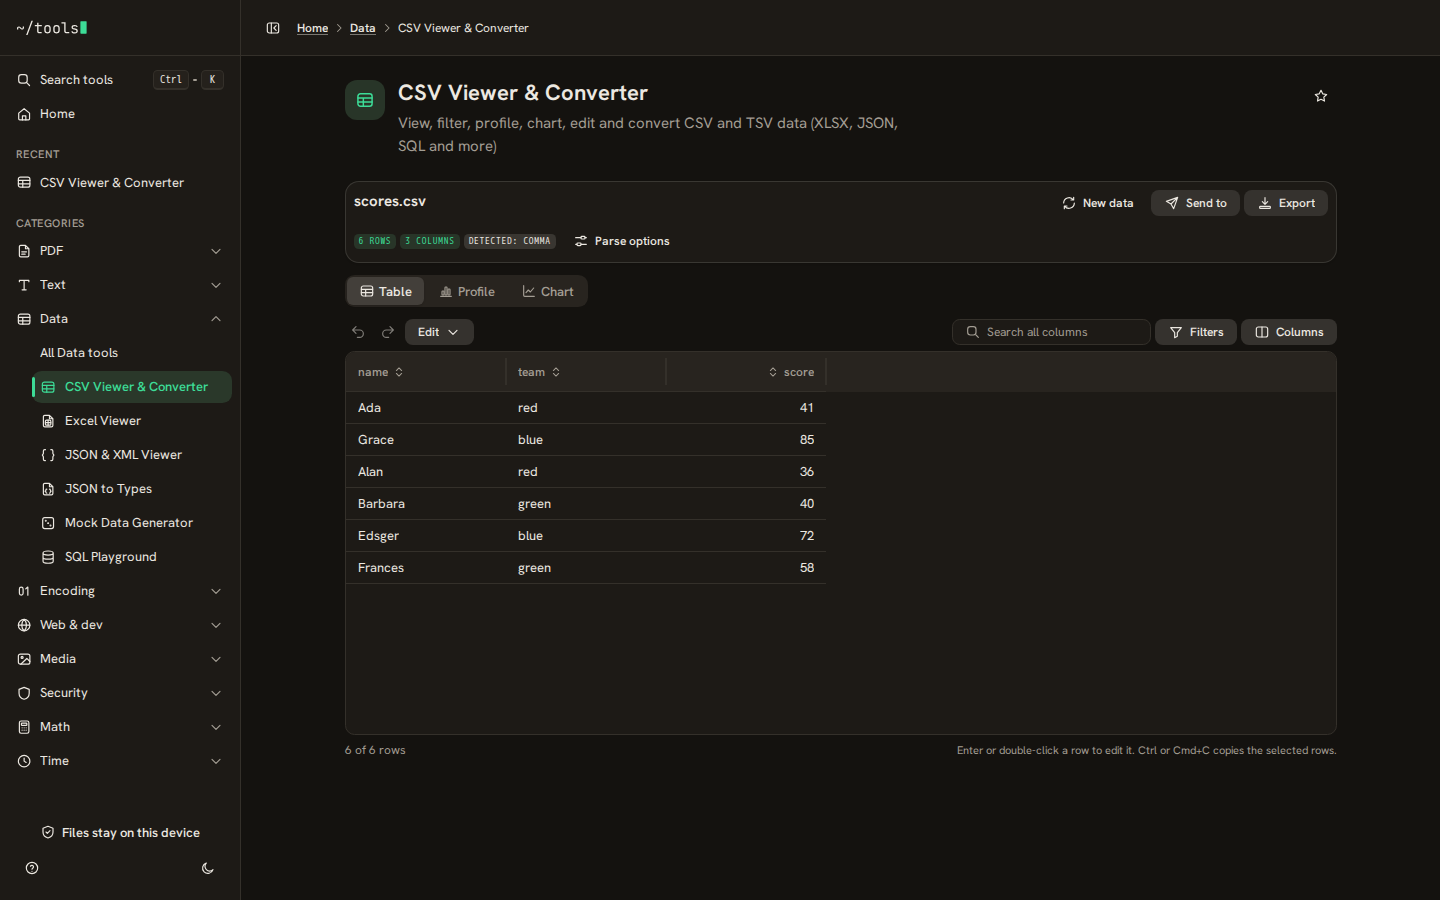 ~/tools
Search tools Ctrl - K
Home
RECENT
CSV Viewer & Converter
CATEGORIES
PDF
Text
Data
All Data tools
CSV Viewer & Converter
Excel Viewer
JSON & XML Viewer
JSON to Types
Mock Data Generator
SQL Playground
Encoding
Web & dev
Media
Security
Math
Time
Files stay on this device
Home > Data > CSV Viewer & Converter
CSV Viewer & Converter
View, filter, profile, chart, edit and convert CSV and TSV data (XLSX, JSON,
SQL and more)
scores.csv
New data Send to Export
6 ROWS 3 COLUMNS DETECTED: COMMA Parse options
Table Profile Chart
Edit Search all columns Filters Columns
name team score
Ada red 41
Grace blue 85
Alan red 36
Barbara green 40
Edsger blue 72
Frances green 58
6 of 6 rows
Enter or double-click a row to edit it. Ctrl or Cmd+C copies the selected rows.